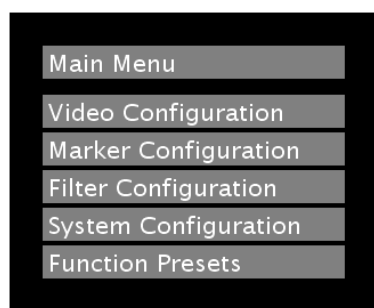 Main Menu
Video Configuration
Marker Configuration
Filter Configuration
System Configuration
Function Presets